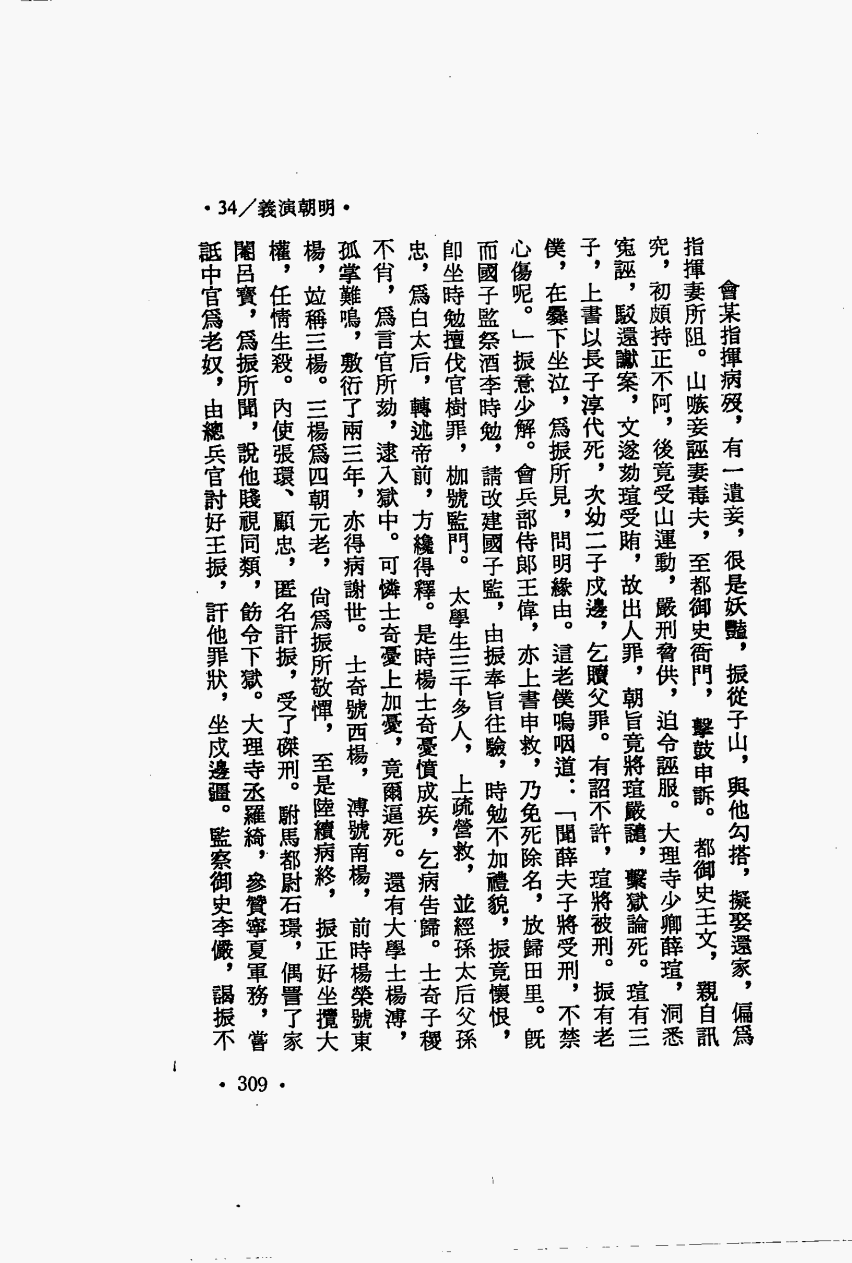 ·34／義演朝明·
會某指揮病歿，有一遺妾，很是妖豔，振從子山，與他勾搭，擬娶還家，偏爲
指揮妻所阻。山嗾妾誣妻毒夫，至都御史衙門，擊鼓申訴。都御史王文，親自訊
究，初頗持正不阿，後竟受山運動，嚴刑脅供，迫令誣服。大理寺少卿薛瑄，洞悉
寃誣，駁還讞案，文遂劾瑄受賄，故出人罪，朝旨竟將瑄嚴譴，繫獄論死。瑄有三
子，上書以長子淳代死，次幼二子戍邊，乞贖父罪。有詔不許，瑄將被刑。振有老
僕，在爨下坐泣，爲振所見，問明緣由。這老僕嗚咽道：「聞薛夫子將受刑，不禁
心傷呢。」振意少解。會兵部侍郎王偉，亦上書申救，乃免死除名，放歸田里。旣
而國子監祭酒李時勉，請改建國子監，由振奉旨往驗，時勉不加禮貌，振竟懷恨，
卽坐時勉擅伐官樹罪，枷號監門。太學生三千多人，上疏營救，並經孫太后父孫
忠，爲白太后，轉述帝前，方纔得釋。是時楊士奇憂憤成疾，乞病告歸。士奇子稷
不肖，爲言官所劾，逮入獄中。可憐士奇憂上加憂，竟爾逼死。還有大學士楊溥，
孤掌難鳴，敷衍了兩三年，亦得病謝世。士奇號西楊，溥號南楊，前時楊榮號東
楊，竝稱三楊。三楊爲四朝元老，尙爲振所敬憚，至是陸續病終，振正好坐攬大
權，任情生殺。內使張環、顧忠，匿名訐振，受了磔刑。駙馬都尉石璟，偶詈了家
閹呂寳，爲振所聞，說他賤視同類，飭令下獄。大理寺丞羅綺，參贊寧夏軍務，嘗
詆中官爲老奴，由總兵官討好王振，訐他罪狀，坐戍邊疆。監察御史李儼，謁振不
·309·